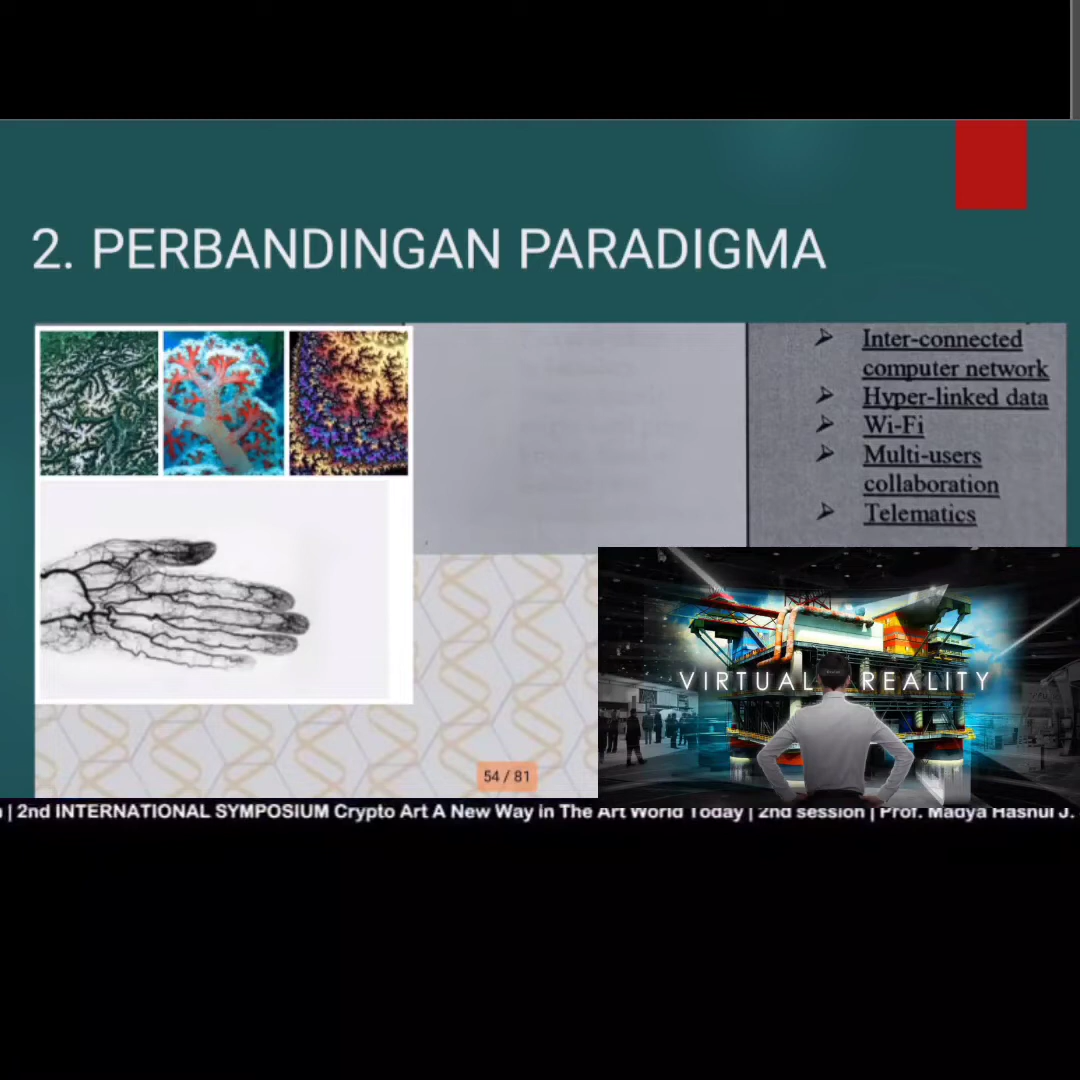 2. PERBANDINGAN PARADIGMA
Inter-connected
computer network
Hyper-linked data
Wi-Fi
Multi-users
collaboration
Telematics
VIRTUAL REALITY
54 / 81
| 2nd INTERNATIONAL SYMPOSIUM Crypto Art A New Way in The Art World Today | 2nd session | Prof. Madya Hasnul J.